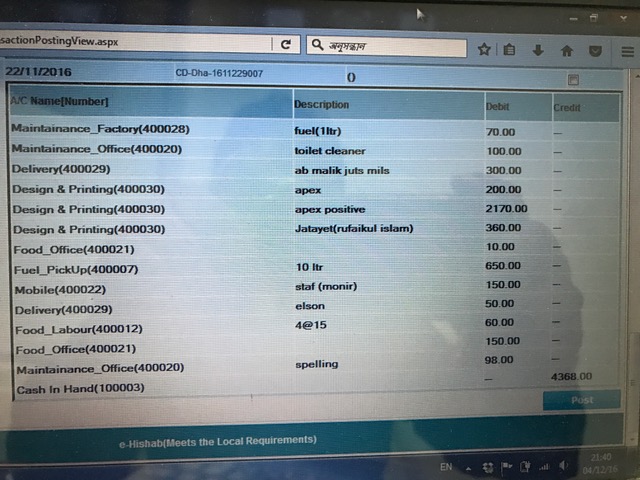 sactionPostingView.aspx
অনুসন্ধান
22/11/2016 CD-Dha-1611229007 ()
A/C Name[Number] Description Debit Credit
Maintainance_Factory(400028) fuel(1ltr) 70.00 —
Maintainance_Office(400020) toilet cleaner 100.00 —
Delivery(400029) ab malik juts mils 300.00 —
Design & Printing(400030) apex 200.00 —
Design & Printing(400030) apex positive 2170.00 —
Design & Printing(400030) Jatayet(rufaikul islam) 360.00 —
Food_Office(400021) 10.00 —
Fuel_PickUp(400007) 10 ltr 650.00 —
Mobile(400022) staf (monir) 150.00 —
Delivery(400029) elson 50.00 —
Food_Labour(400012) 4@15 60.00 —
Food_Office(400021) 150.00 —
Maintainance_Office(400020) spelling 98.00 —
Cash In Hand(100003) — 4368.00
Post
e-Hishab(Meets the Local Requirements)
EN 21:40
04/12/16